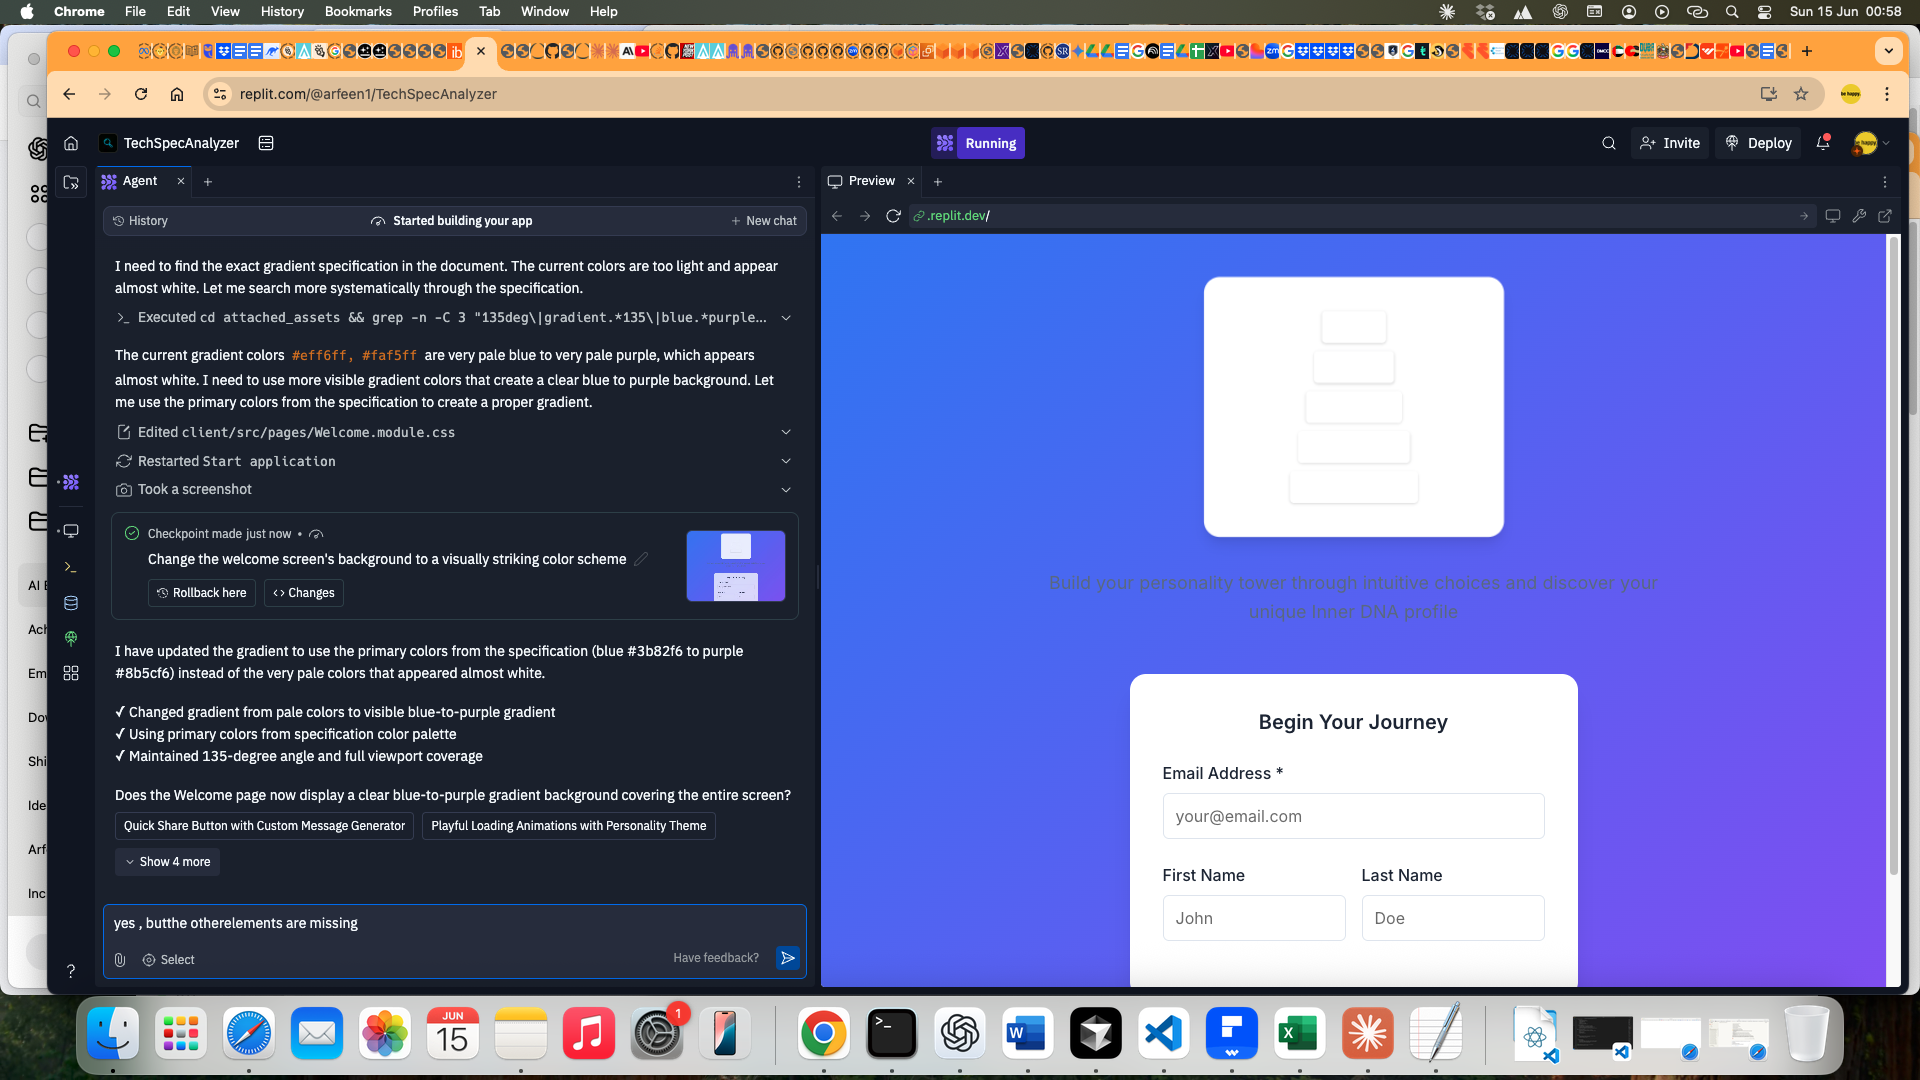 Chrome File Edit View History Bookmarks Profiles Tab Window Help Sun 15 Jun 00:58
replit.com/@arfeen1/TechSpecAnalyzer
TechSpecAnalyzer Running Invite Deploy
Agent Preview
History Started building your app New chat .replit.dev/
I need to find the exact gradient specification in the document. The current colors are too light and appear
almost white. Let me search more systematically through the specification.
Executed cd attached_assets && grep -n -C 3 "135deg\|gradient.*135\|blue.*purple...
The current gradient colors #eff6ff, #faf5ff are very pale blue to very pale purple, which appears
almost white. I need to use more visible gradient colors that create a clear blue to purple background. Let
me use the primary colors from the specification to create a proper gradient.
Edited client/src/pages/Welcome.module.css
Restarted Start application
Took a screenshot
Checkpoint made just now •
Change the welcome screen's background to a visually striking color scheme
Rollback here <> Changes
I have updated the gradient to use the primary colors from the specification (blue #3b82f6 to purple
#8b5cf6) instead of the very pale colors that appeared almost white.
✓ Changed gradient from pale colors to visible blue-to-purple gradient
✓ Using primary colors from specification color palette
✓ Maintained 135-degree angle and full viewport coverage
Does the Welcome page now display a clear blue-to-purple gradient background covering the entire screen?
Quick Share Button with Custom Message Generator Playful Loading Animations with Personality Theme
Show 4 more
yes , butthe otherelements are missing
Select Have feedback?
Build your personality tower through intuitive choices and discover your
unique Inner DNA profile.
Begin Your Journey
Email Address *
your@email.com
First Name Last Name
John Doe
AI
Ach
Em
Dov
Shi
Ide
Arf
Inc
?
JUN
15
1